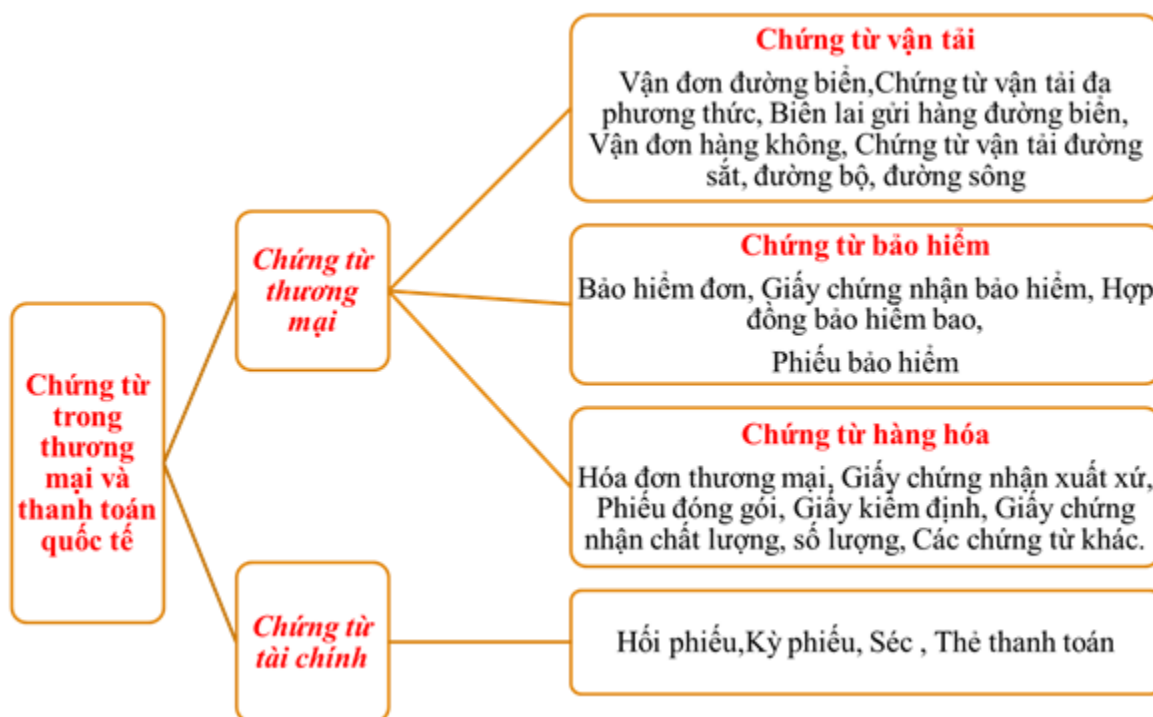 Chứng từ
trong
thương
mại và
thanh toán
quốc tế
Chứng từ
thương
mại
Chứng từ vận tải
Vận đơn đường biển,Chứng từ vận tải đa
phương thức, Biên lai gửi hàng đường biển,
Vận đơn hàng không, Chứng từ vận tải đường
sắt, đường bộ, đường sông
Chứng từ bảo hiểm
Bảo hiểm đơn, Giấy chứng nhận bảo hiểm, Hợp
đồng bảo hiểm bao,
Phiếu bảo hiểm
Chứng từ hàng hóa
Hóa đơn thương mại, Giấy chứng nhận xuất xứ,
Phiếu đóng gói, Giấy kiểm định, Giấy chứng
nhận chất lượng, số lượng, Các chứng từ khác.
Chứng từ
tài chính
Hối phiếu,Kỳ phiếu, Séc , Thẻ thanh toán